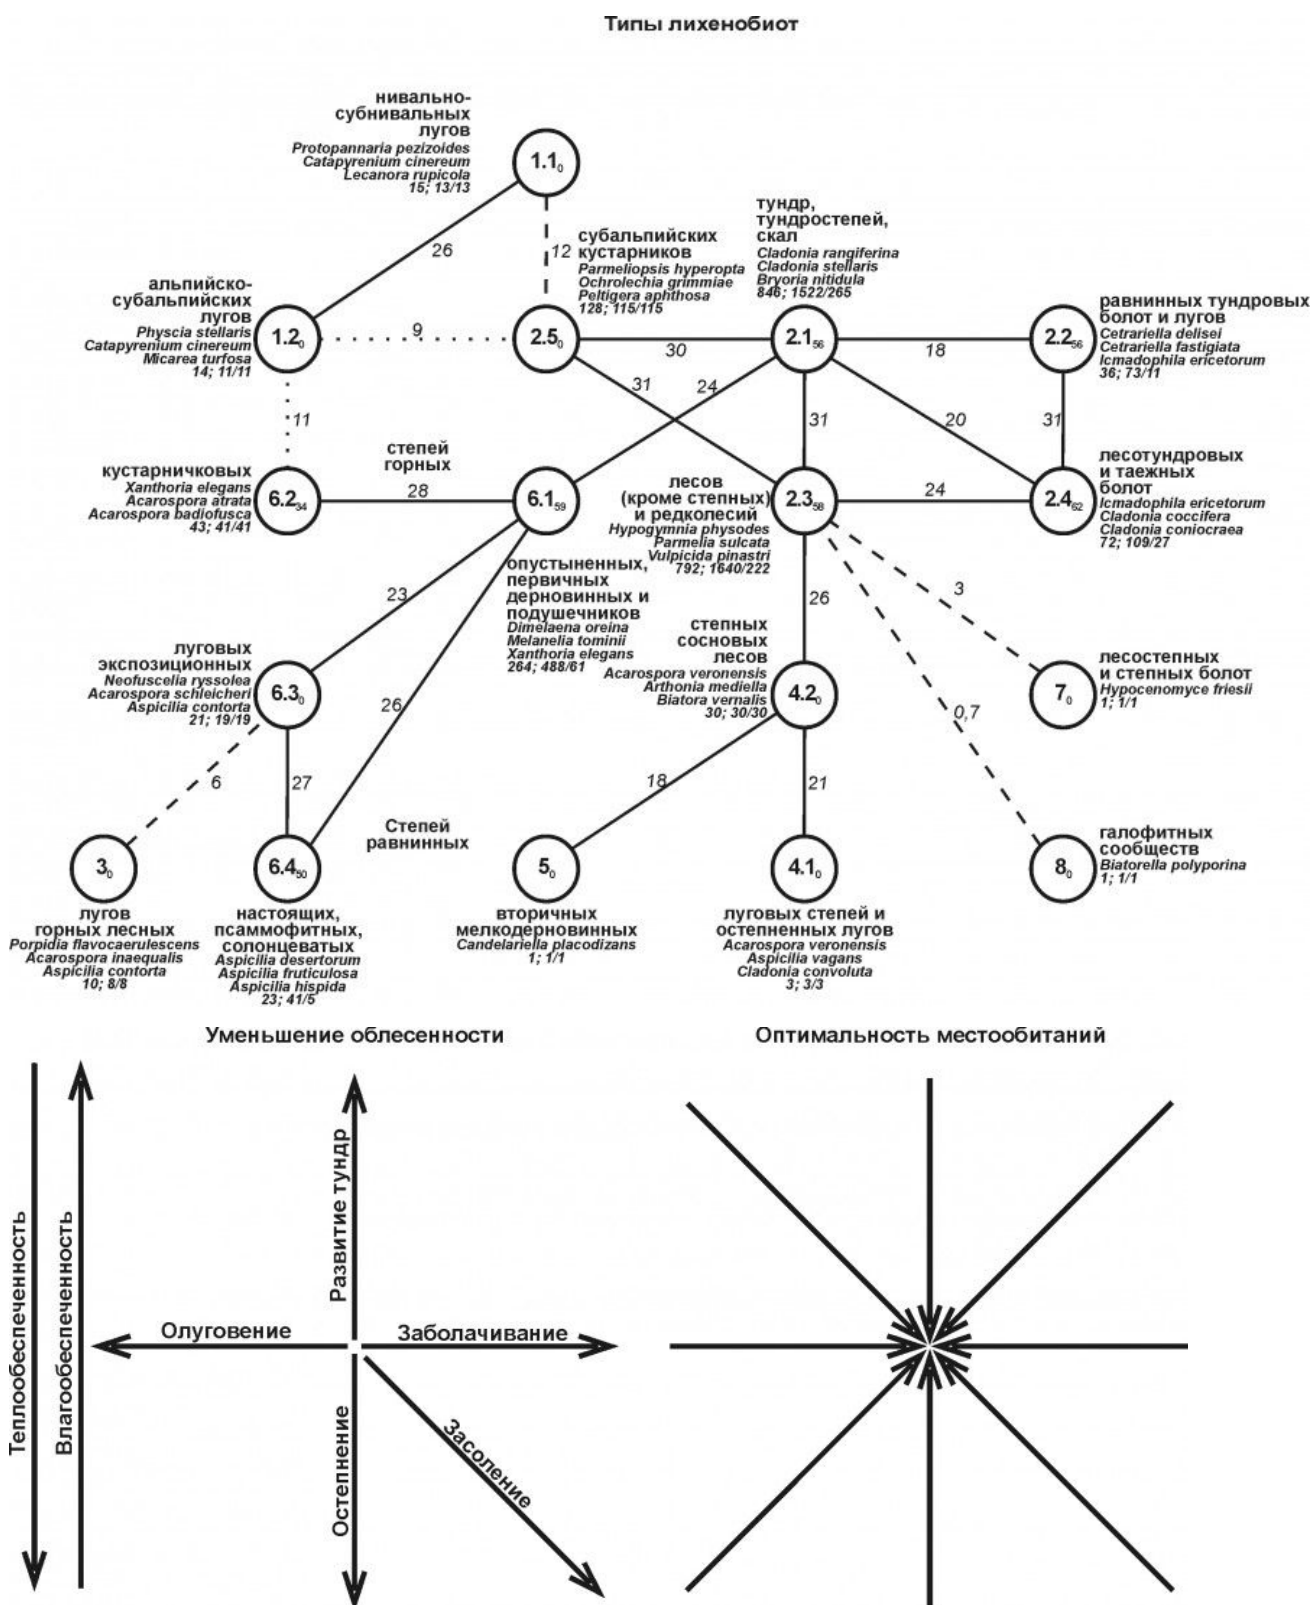 Типы лихенобиот
нивально-
субнивальных
лугов
Protopannaria pezizoides
Catapyrenium cinereum
Lecanora rupicola
15; 13/13
1.1₀
26
12
субальпийских
кустарников
Parmeliopsis hyperopta
Ochrolechia grimmiae
Peltigera aphthosa
128; 115/115
тундр,
тундростепей,
скал
Cladonia rangiferina
Cladonia stellaris
Bryoria nitidula
846; 1522/265
альпийско-
субальпийских
лугов
Physcia stellaris
Catapyrenium cinereum
Micarea turfosa
14; 11/11
1.2₀
9
2.5₀
30
2.1₅₆
18
2.2₅₆
равнинных тундровых
болот и лугов
Cetrariella delisei
Cetrariella fastigiata
Icmadophila ericetorum
36; 73/11
11
31
24
31
20
31
кустарничковых
Xanthoria elegans
Acarospora atrata
Acarospora badiofusca
43; 41/41
6.2₃₄
степей
горных
28
6.1₅₉
лесов
(кроме степных)
и редколесий
Hypogymnia physodes
Parmelia sulcata
Vulpicida pinastri
792; 1640/222
2.3₅₈
24
2.4₆₂
лесотундровых
и таежных
болот
Icmadophila ericetorum
Cladonia coccifera
Cladonia coniocraea
72; 109/27
опустыненных,
первичных
дерновинных и
подушечников
Dimelaena oreina
Melanelia tominii
Xanthoria elegans
264; 488/61
23
26
26
3
0,7
луговых
экспозиционных
Neofuscelia ryssolea
Acarospora schleicheri
Aspicilia contorta
21; 19/19
6.3₀
степных
сосновых
лесов
Acarospora veronensis
Arthonia mediella
Biatora vernalis
30; 30/30
4.2₀
7₀
лесостепных
и степных болот
Hypocenomyce friesii
1; 1/1
6
27
18
21
Степей
равнинных
3₀
6.4₅₀
5₀
4.1₀
8₀
галофитных
сообществ
Biatorella polyporina
1; 1/1
лугов
горных лесных
Porpidia flavocaerulescens
Acarospora inaequalis
Aspicilia contorta
10; 8/8
настоящих,
псаммофитных,
солонцеватых
Aspicilia desertorum
Aspicilia fruticulosa
Aspicilia hispida
23; 41/5
вторичных
мелкодерновинных
Candelariella placodizans
1; 1/1
луговых степей и
остепненных лугов
Acarospora veronensis
Aspicilia vagans
Cladonia convoluta
3; 3/3
Уменьшение облесенности
Оптимальность местообитаний
Теплообеспеченность
Влагообеспеченность
Развитие тундр
Олуговение
Заболачивание
Остепнение
Засоление